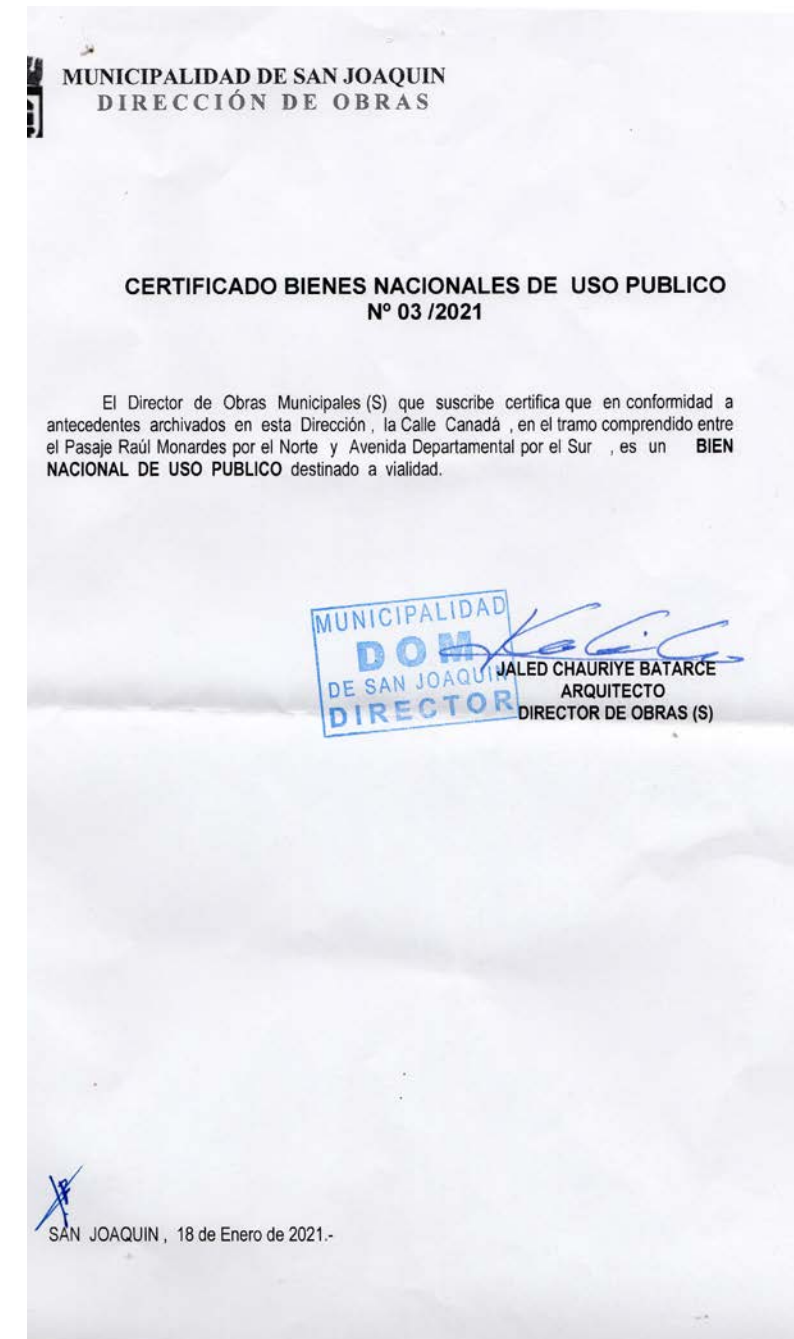 MUNICIPALIDAD DE SAN JOAQUIN
DIRECCIÓN DE OBRAS
CERTIFICADO BIENES NACIONALES DE USO PUBLICO
Nº 03 /2021
El Director de Obras Municipales (S) que suscribe certifica que en conformidad a
antecedentes archivados en esta Dirección , la Calle Canadá , en el tramo comprendido entre
el Pasaje Raúl Monardes por el Norte y Avenida Departamental por el Sur , es un BIEN
NACIONAL DE USO PUBLICO destinado a vialidad.
MUNICIPALIDAD
DOM
DE SAN JOAQUIN
DIRECTOR
JALED CHAURIYE BATARCE
ARQUITECTO
DIRECTOR DE OBRAS (S)
SAN JOAQUIN , 18 de Enero de 2021.-